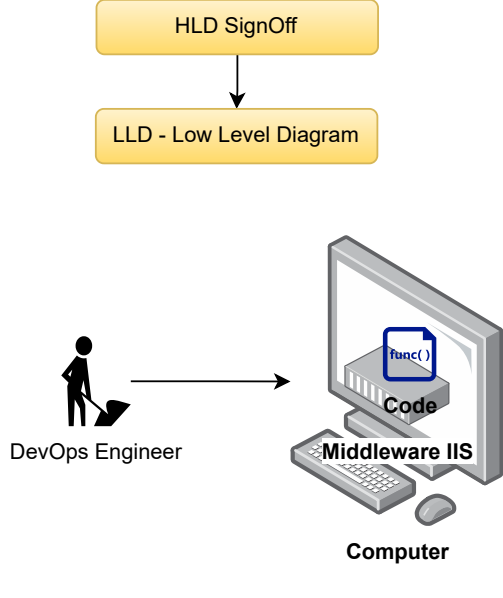 HLD SignOff
LLD - Low Level Diagram
func( )
Code
DevOps Engineer
Middleware IIS
Computer